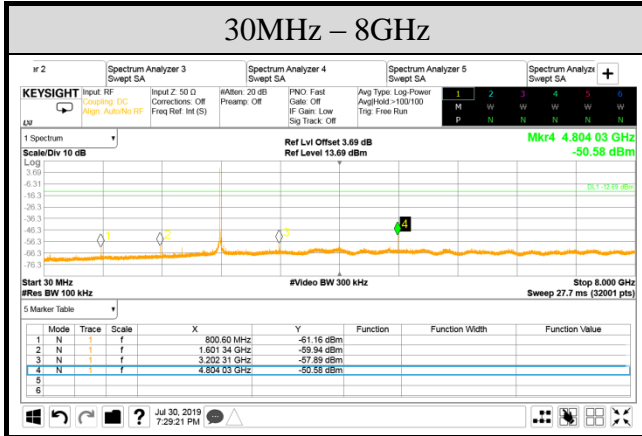 30MHz – 8GHz
Spectrum Analyzer 3 Spectrum Analyzer 4 Spectrum Analyzer 5
Swept SA Swept SA Swept SA Swept SA
KEYSIGHT Input: RF Input Z: 50 Ω #Atten: 20 dB PNO: Fast Avg Type: Log-Power 1 2 3 4 5 6
Coupling: DC Corrections: Off Preamp: Off Gate: Off Avg|Hold:>100/100 M W W W W W
Align: Auto/No RF Freq Ref: Int (S) IF Gain: Low Trig: Free Run
Sig Track: Off P N N N N N
1 Spectrum Ref Lvl Offset 3.69 dB Mkr4 4.804 03 GHz
Scale/Div 10 dB Ref Level 13.69 dBm -50.58 dBm
Log
3.69
-6.31
DL1 -12.69 dBm
-16.3
-26.3
-36.3
4
-46.3
1 2 3
-56.3
-66.3
-76.3
Start 30 MHz #Video BW 300 kHz Stop 8.000 GHz
#Res BW 100 kHz Sweep 27.7 ms (32001 pts)
5 Marker Table
Mode Trace Scale X Y Function Function Width Function Value
1 N 1 f 800.60 MHz -61.16 dBm
2 N 1 f 1.601 34 GHz -59.94 dBm
3 N 1 f 3.202 31 GHz -57.89 dBm
4 N 1 f 4.804 03 GHz -50.58 dBm
5
6
? Jul 30, 2019
7:29:21 PM